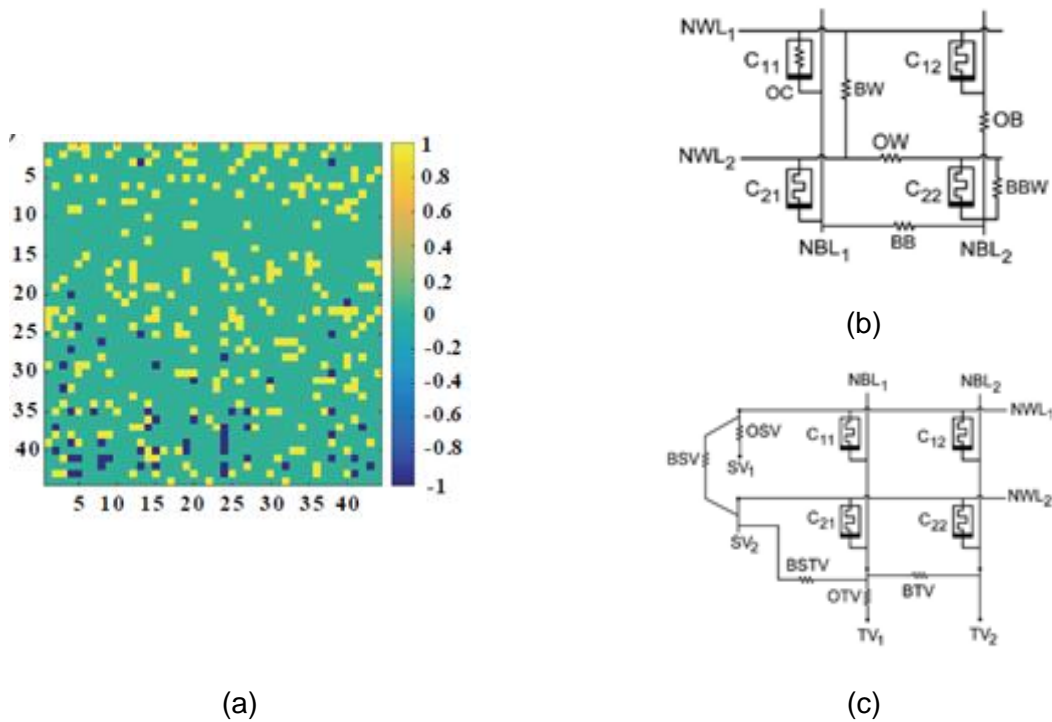 1
5
0.8
10
0.6
0.4
15
0.2
20
0
25
-0.2
30
-0.4
35
-0.6
40
-0.8
-1
5 10 15 20 25 30 35 40
(a)
NWL1
C11
C12
OC
BW
OB
OW
NWL2
C21
C22
BBW
BB
NBL1
NBL2
(b)
NBL1
NBL2
NWL1
OSV
C11
C12
BSV
SV1
NWL2
C21
C22
SV2
BSTV
BTV
OTV
TV1
TV2
(c)